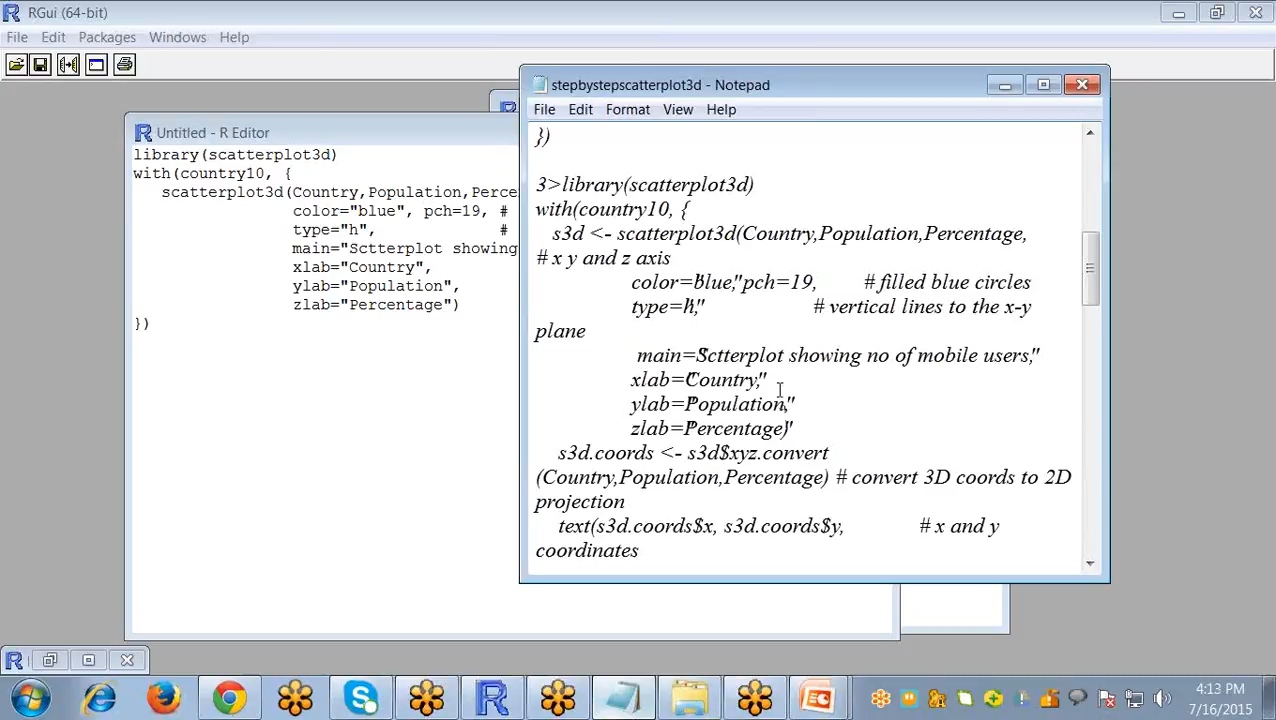 RGui (64-bit)
File Edit Packages Windows Help
stepbystepscatterplot3d - Notepad
File Edit Format View Help
})
3>library(scatterplot3d)
with(country10, {
s3d <- scatterplot3d(Country,Population,Percentage,
# x y and z axis
color="blue," pch=19, # filled blue circles
type="h," # vertical lines to the x-y
plane
main="Sctterplot showing no of mobile users,"
xlab="Country,"
ylab="Population,"
zlab="Percentage)"
s3d.coords <- s3d$xyz.convert
(Country,Population,Percentage) # convert 3D coords to 2D
projection
text(s3d.coords$x, s3d.coords$y, # x and y
coordinates
Untitled - R Editor
library(scatterplot3d)
with(country10, {
scatterplot3d(Country,Population,Perce
color="blue", pch=19, #
type="h", #
main="Sctterplot showing
xlab="Country",
ylab="Population",
zlab="Percentage")
})
4:13 PM
7/16/2015